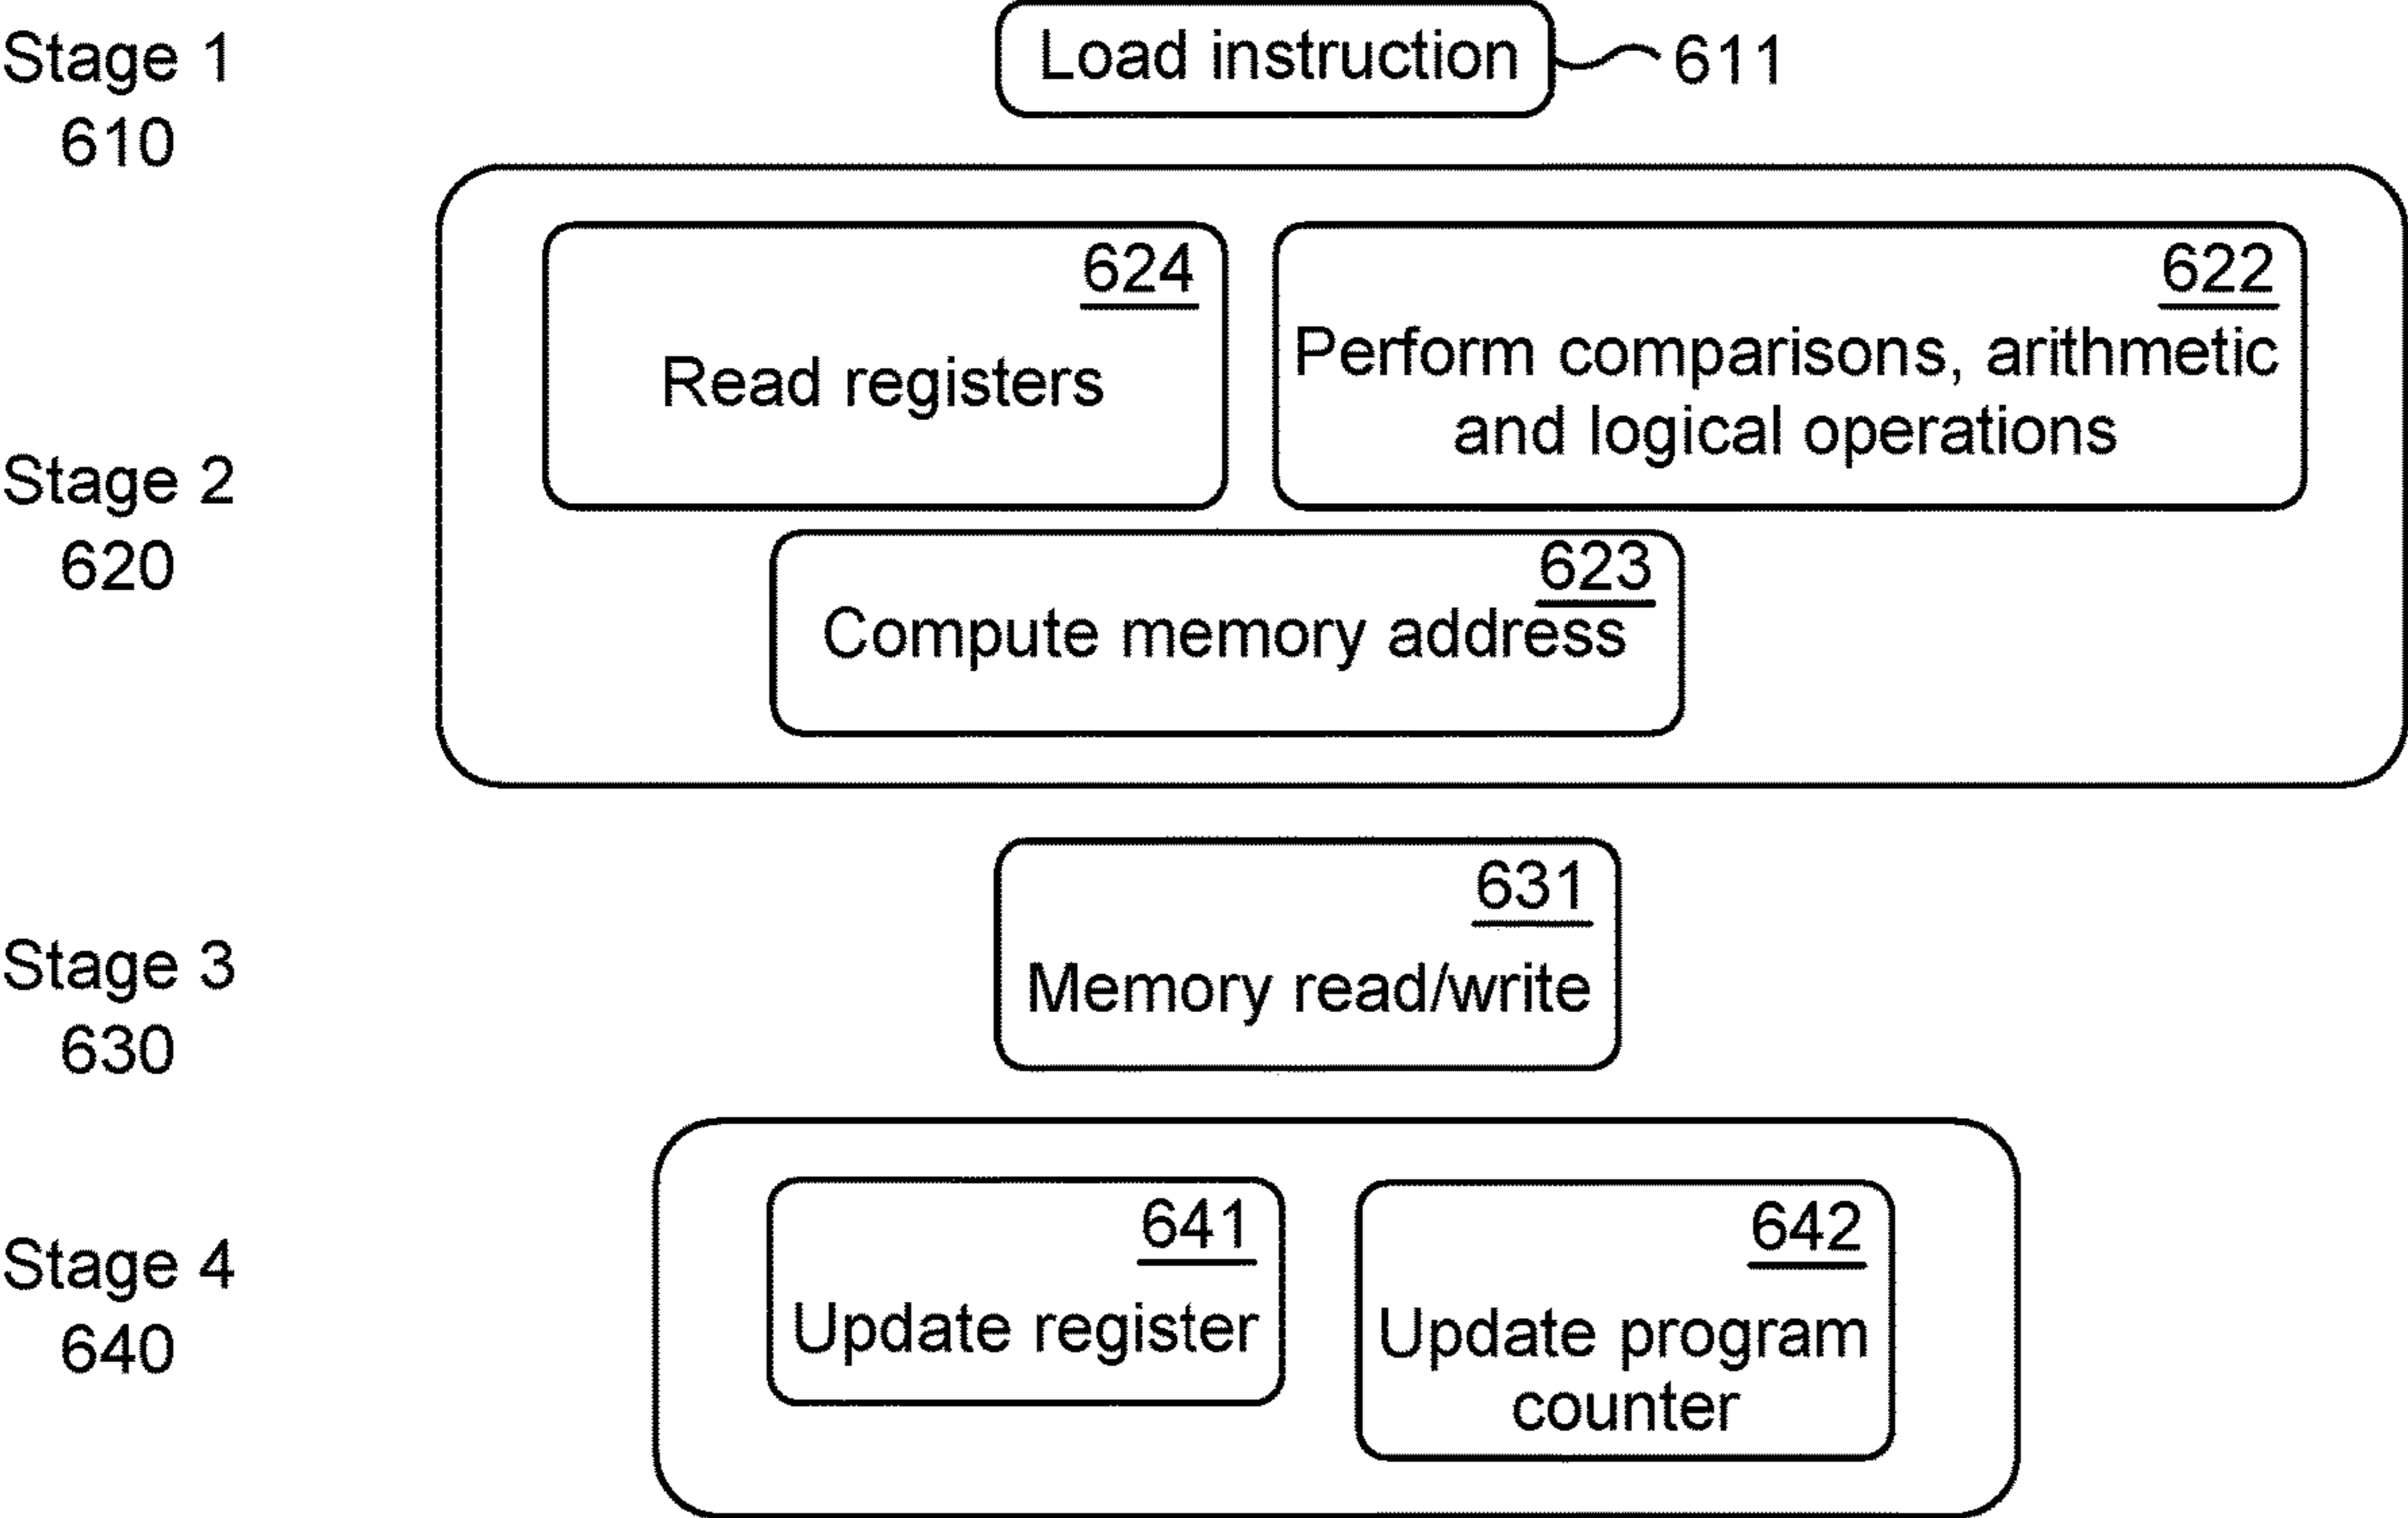 Stage 1
610
Load instruction
611
Stage 2
620
624
Read registers
622
Perform comparisons, arithmetic
and logical operations
623
Compute memory address
Stage 3
630
631
Memory read/write
Stage 4
640
641
Update register
642
Update program
counter